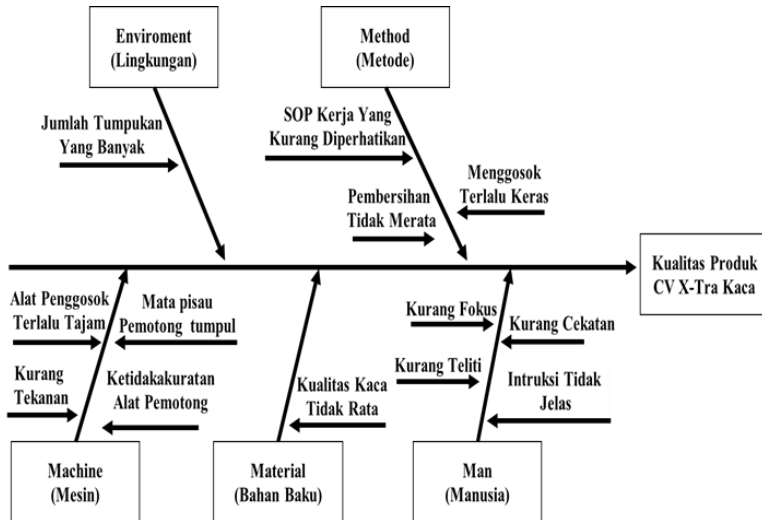 Enviroment
(Lingkungan)
Method
(Metode)
Jumlah Tumpukan
Yang Banyak
SOP Kerja Yang
Kurang Diperhatikan
Menggosok
Terlalu Keras
Pembersihan
Tidak Merata
Kualitas Produk
CV X-Tra Kaca
Alat Penggosok
Terlalu Tajam
Mata pisau
Pemotong tumpul
Kurang
Tekanan
Ketidakakuratan
Alat Pemotong
Kualitas Kaca
Tidak Rata
Kurang Fokus
Kurang Cekatan
Kurang Teliti
Intruksi Tidak
Jelas
Machine
(Mesin)
Material
(Bahan Baku)
Man
(Manusia)